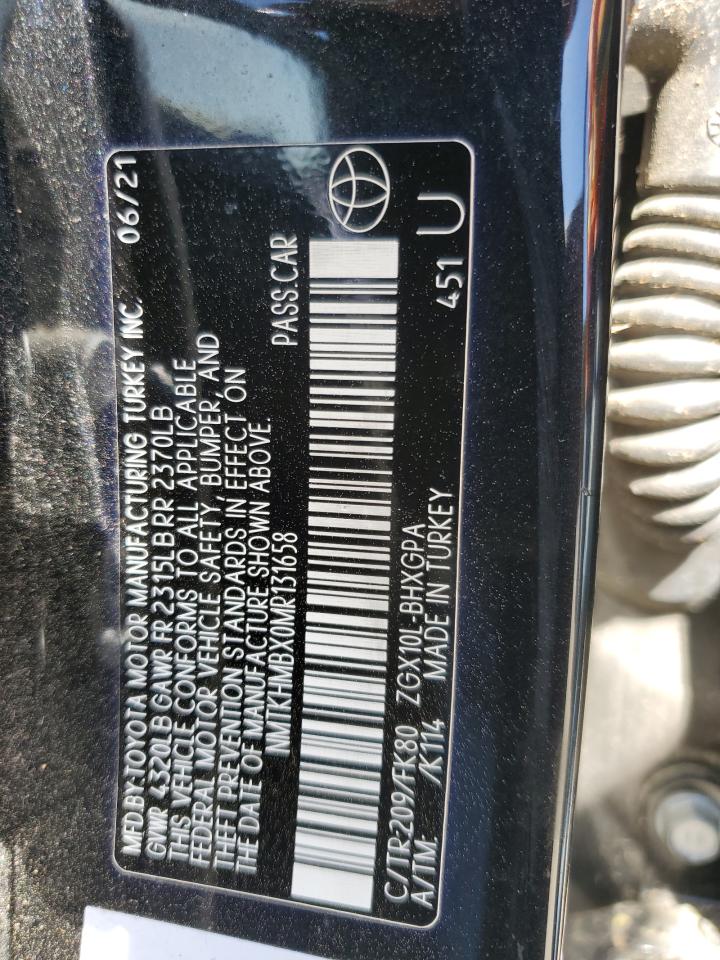 MFD BY TOYOTA MOTOR MANUFACTURING TURKEY INC. 06/21
GVWR 4320LB GAWR FR 2315LB RR 2370LB
THIS VEHICLE CONFORMS TO ALL APPLICABLE
FEDERAL MOTOR VEHICLE SAFETY, BUMPER, AND
THEFT PREVENTION STANDARDS IN EFFECT ON
THE DATE OF MANUFACTURE SHOWN ABOVE.
NMTKHMBX0MR131658 PASS.CAR
C/TR209/FK80 ZGX10L-BHXGPA 451 U
A/TM: /K114 MADE IN TURKEY